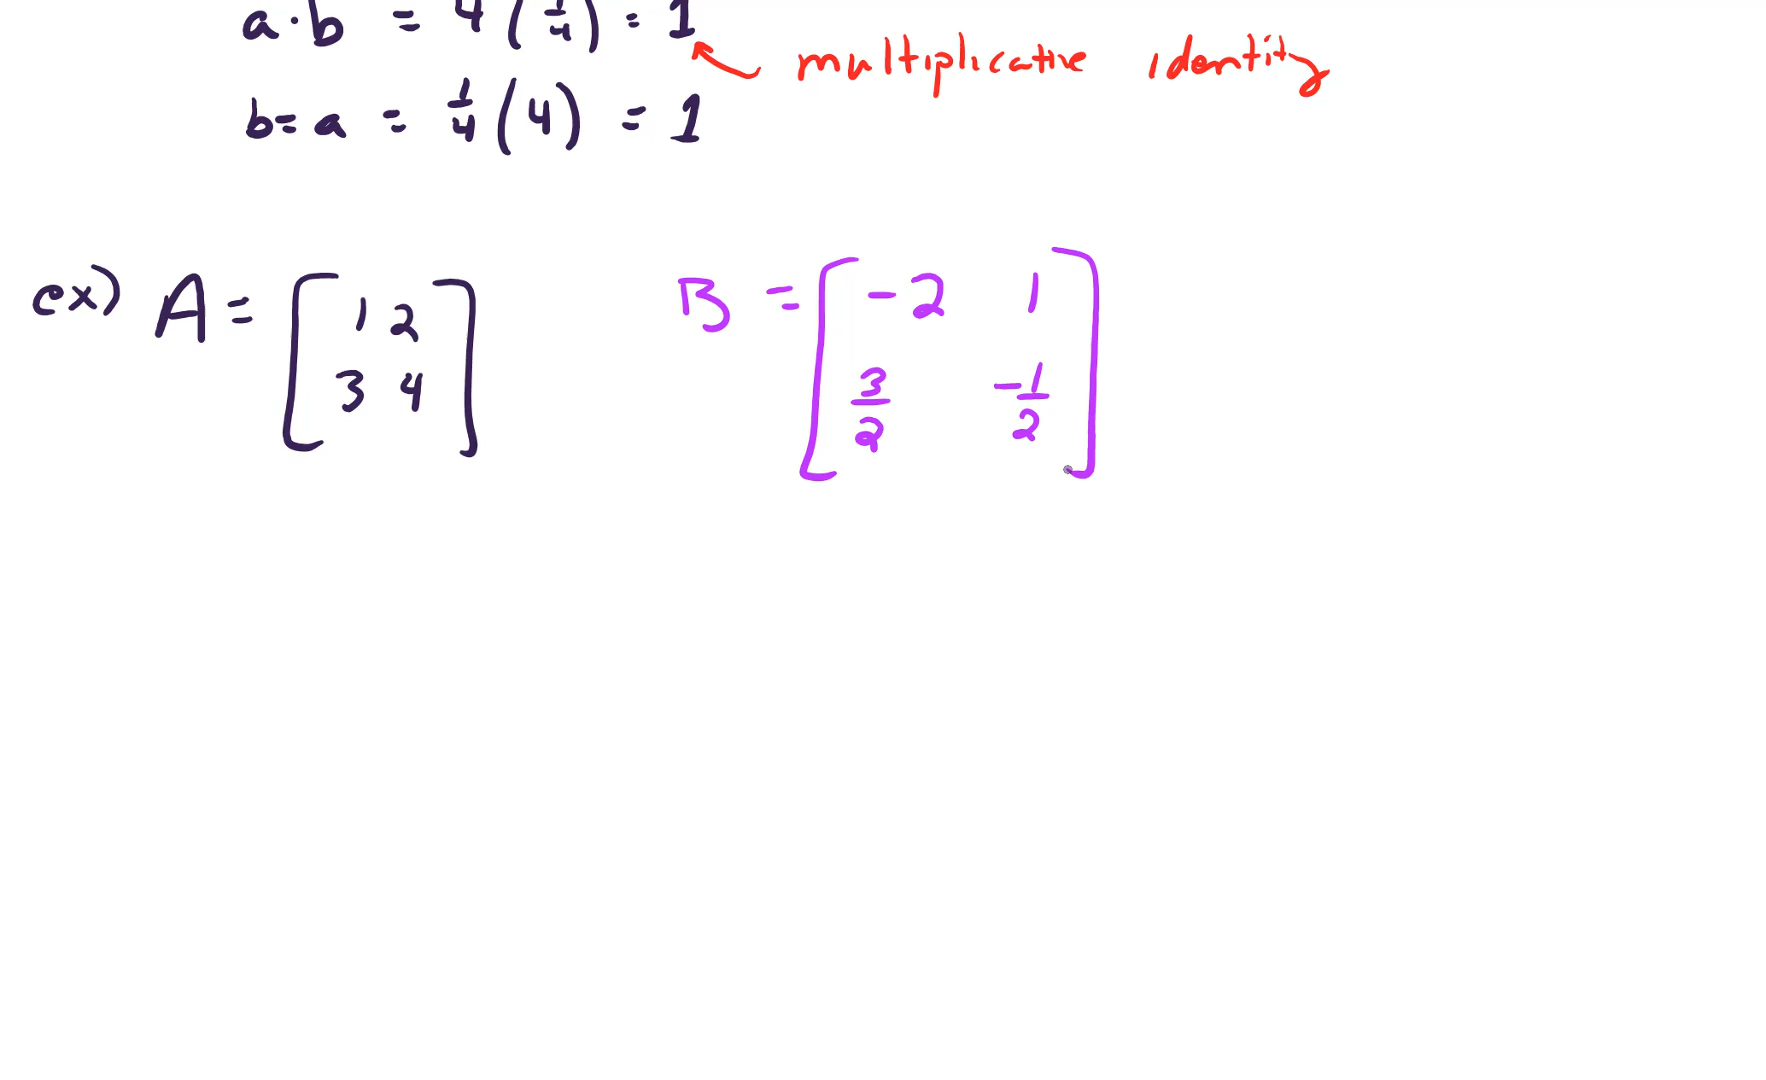 a · b = 4 (1/4) = 1 multiplicative identity
b = a = 1/4 (4) = 1
ex) A = [1 2 B = [-2 1
3 4] 3/2 -1/2]